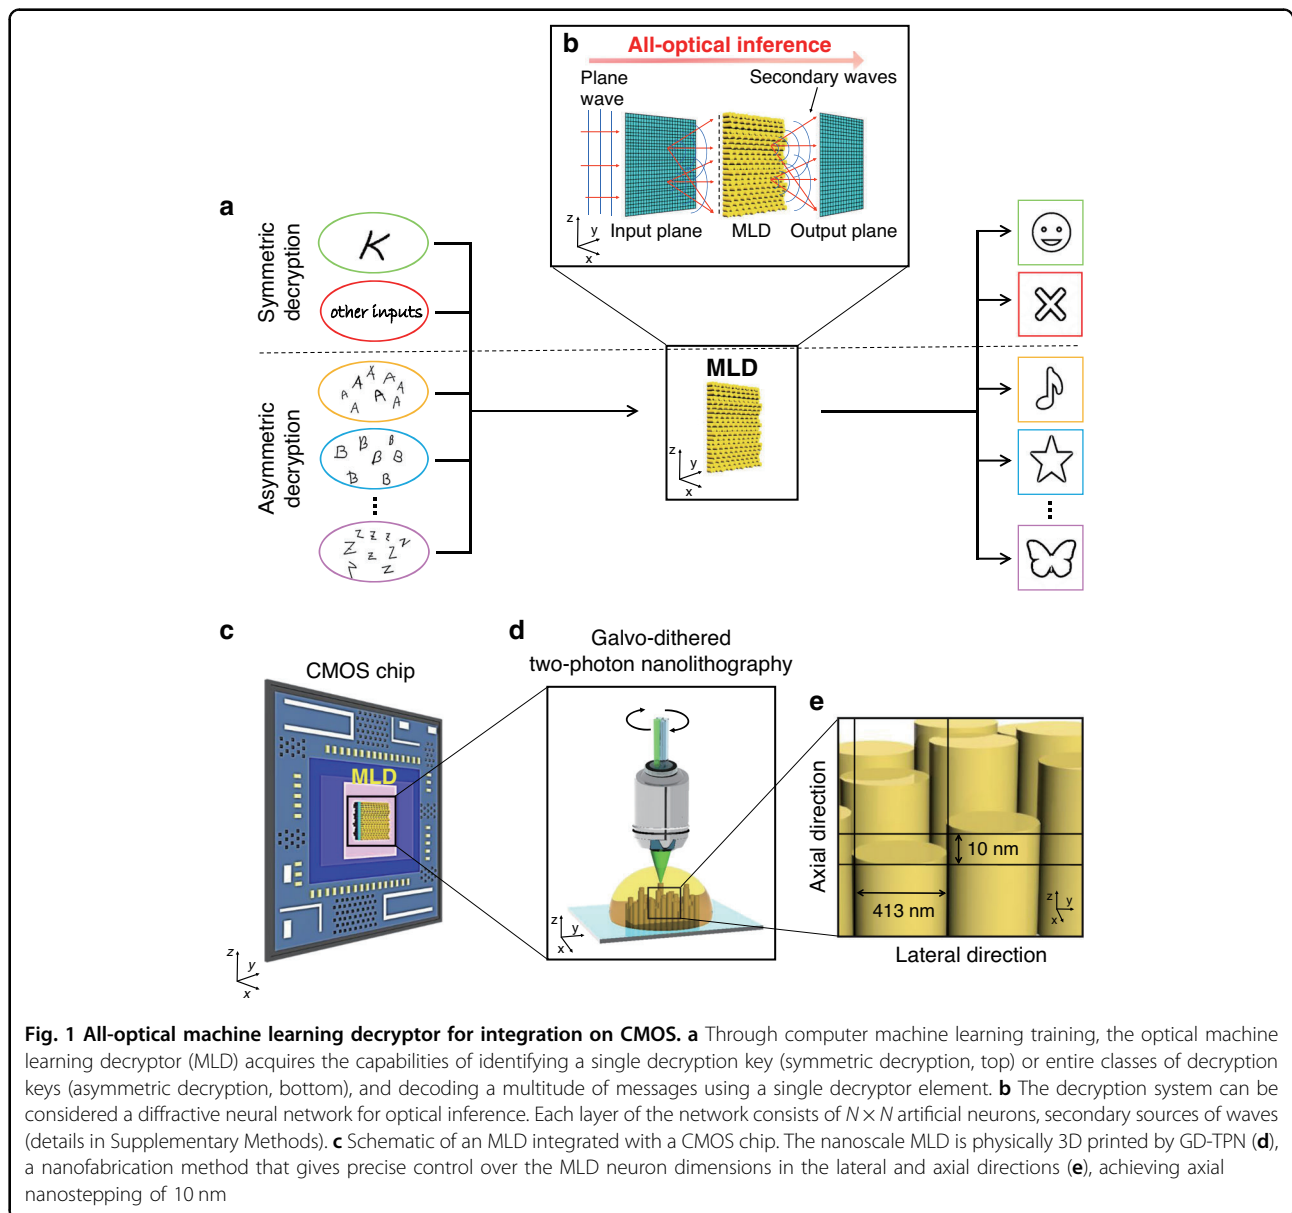 b
All-optical inference
Plane
wave
Secondary waves
z
y
x
Input plane
MLD
Output plane
a
Symmetric
decryption
K
other inputs
Asymmetric
decryption
A A A A A A A A A
B B B B B B B
Z Z Z Z Z Z Z Z Z
MLD
z
y
x
c
CMOS chip
MLD
z
y
x
d
Galvo-dithered
two-photon nanolithography
z
y
x
e
Axial direction
10 nm
413 nm
z
y
x
Lateral direction
Fig. 1 All-optical machine learning decryptor for integration on CMOS. a Through computer machine learning training, the optical machine
learning decryptor (MLD) acquires the capabilities of identifying a single decryption key (symmetric decryption, top) or entire classes of decryption
keys (asymmetric decryption, bottom), and decoding a multitude of messages using a single decryptor element. b The decryption system can be
considered a diffractive neural network for optical inference. Each layer of the network consists of N × N artificial neurons, secondary sources of waves
(details in Supplementary Methods). c Schematic of an MLD integrated with a CMOS chip. The nanoscale MLD is physically 3D printed by GD-TPN (d),
a nanofabrication method that gives precise control over the MLD neuron dimensions in the lateral and axial directions (e), achieving axial
nanostepping of 10 nm